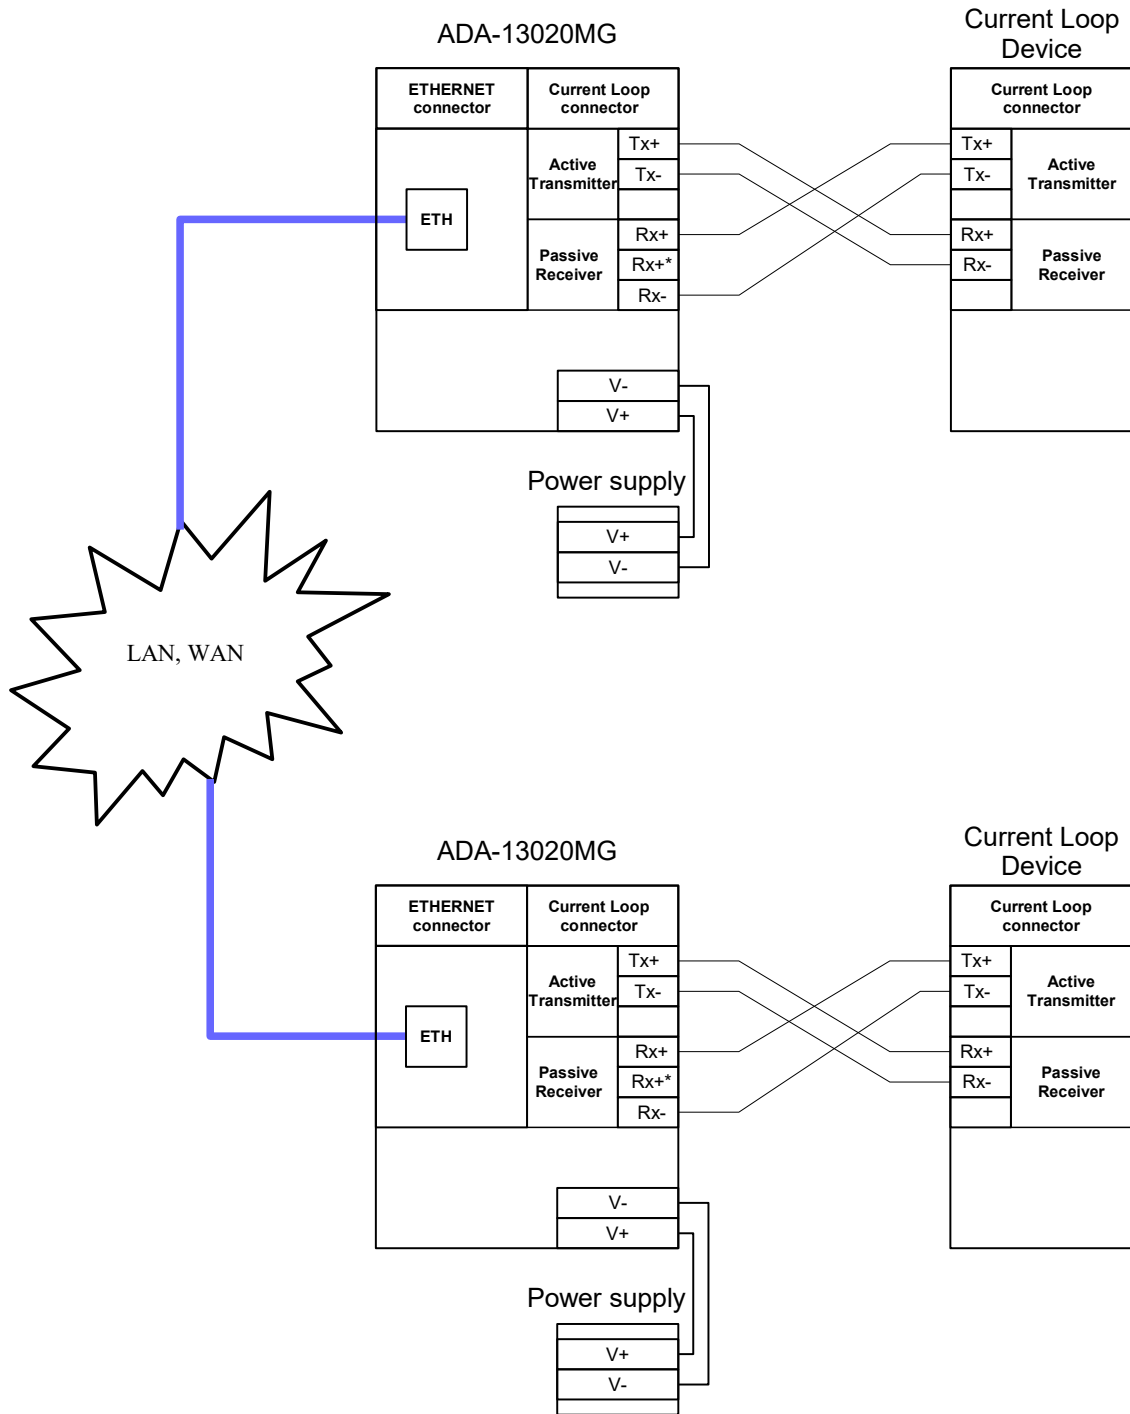 ADA-13020MG
Current Loop
Device
ETHERNET
connector
Current Loop
connector
Current Loop
connector
ETH
Active
Transmitter
Tx+
Tx-
Passive
Receiver
Rx+
Rx+*
Rx-
Tx+
Tx-
Active
Transmitter
Rx+
Rx-
Passive
Receiver
V-
V+
Power supply
V+
V-
LAN, WAN
ADA-13020MG
Current Loop
Device
ETHERNET
connector
Current Loop
connector
Current Loop
connector
ETH
Active
Transmitter
Tx+
Tx-
Passive
Receiver
Rx+
Rx+*
Rx-
Tx+
Tx-
Active
Transmitter
Rx+
Rx-
Passive
Receiver
V-
V+
Power supply
V+
V-